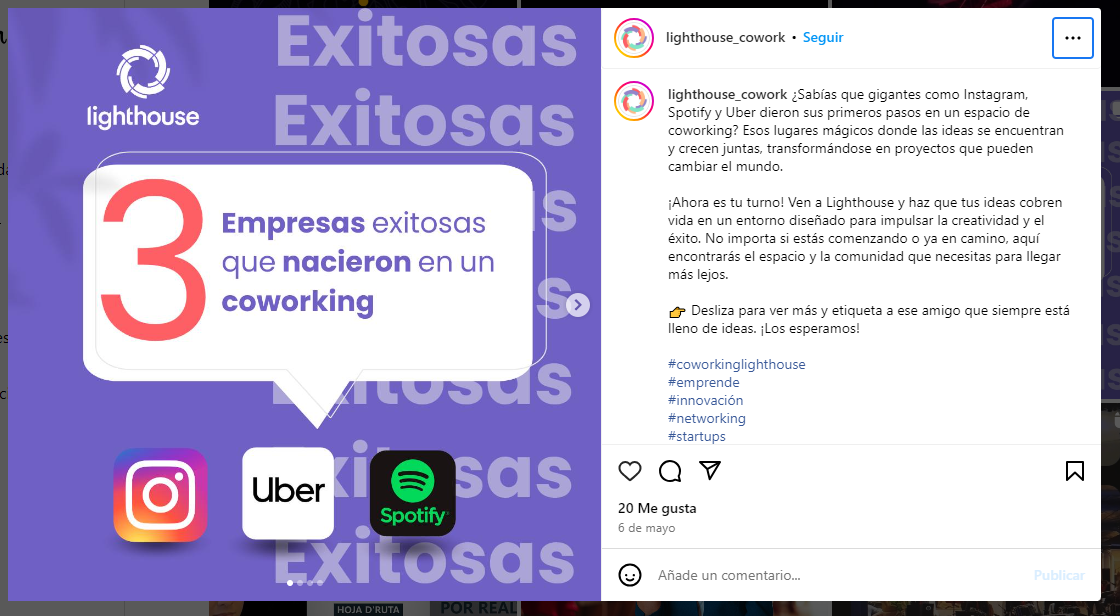 Exitosas
lighthouse
Exitosas
3
Empresas exitosas
que nacieron en un
coworking
Exitosas
Exitosas
Uber
Spotify
Exitosas
lighthouse_cowork • Seguir
lighthouse_cowork ¿Sabías que gigantes como Instagram,
Spotify y Uber dieron sus primeros pasos en un espacio de
coworking? Esos lugares mágicos donde las ideas se encuentran
y crecen juntas, transformándose en proyectos que pueden
cambiar el mundo.
¡Ahora es tu turno! Ven a Lighthouse y haz que tus ideas cobren
vida en un entorno diseñado para impulsar la creatividad y el
éxito. No importa si estás comenzando o ya en camino, aquí
encontrarás el espacio y la comunidad que necesitas para llegar
más lejos.
👉 Desliza para ver más y etiqueta a ese amigo que siempre está
lleno de ideas. ¡Los esperamos!
#coworkinglighthouse
#emprende
#innovación
#networking
#startups
20 Me gusta
6 de mayo
Añade un comentario...
Publicar
HOJA D'RUTA
POR REAL